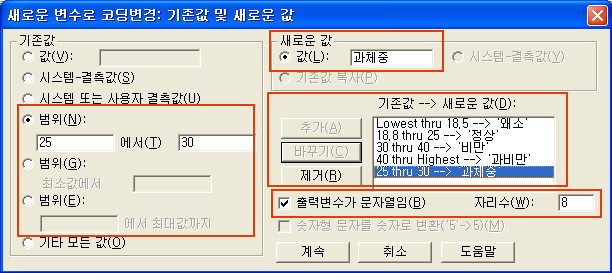 새로운 변수로 코딩변경: 기존값 및 새로운 값
기존값
값(V):
시스템-결측값(S)
시스템 또는 사용자 결측값(U)
범위(N):
25 에서(T) 30
범위(G):
최소값에서
범위(E):
에서 최대값까지
기타 모든 값(O)
새로운 값
값(L): 과체중
시스템-결측값(Y)
기존값 복사(P)
기존값 --> 새로운 값(D):
추가(A)
바꾸기(C)
제거(R)
Lowest thru 18,5 --> '왜소'
18,8 thru 25 --> '정상'
30 thru 40 --> '비만'
40 thru Highest --> '과비만'
25 thru 30 --> '과체중
출력변수가 문자열임(B) 자리수(W): 8
숫자형 문자를 숫자로 변환('5'->5)(M)
계속 취소 도움말